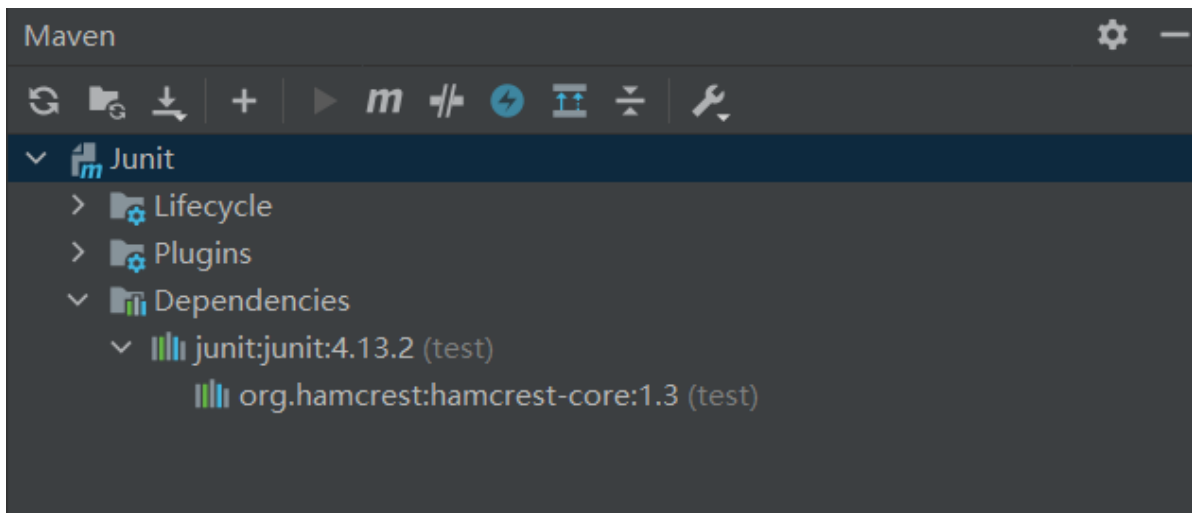 Maven
m
Junit
Lifecycle
Plugins
Dependencies
junit:junit:4.13.2 (test)
org.hamcrest:hamcrest-core:1.3 (test)